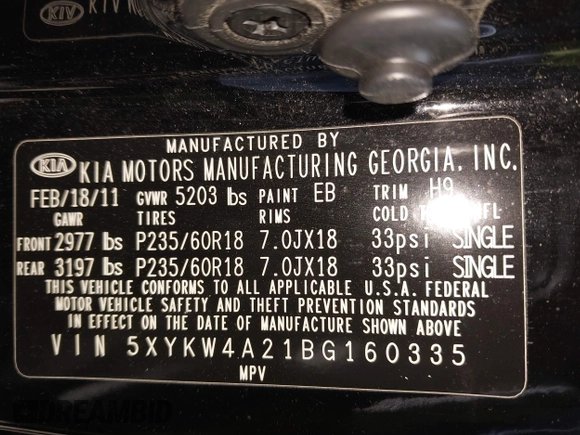 KIA
MANUFACTURED BY
KIA KIA MOTORS MANUFACTURING GEORGIA, INC.
FEB/18/11 GVWR 5203 lbs PAINT EB TRIM H9
GAWR TIRES RIMS COLD
FRONT 2977 lbs P235/60R18 7.0JX18 33psi SINGLE
REAR 3197 lbs P235/60R18 7.0JX18 33psi SINGLE
THIS VEHICLE CONFORMS TO ALL APPLICABLE U.S.A. FEDERAL
MOTOR VEHICLE SAFETY AND THEFT PREVENTION STANDARDS
IN EFFECT ON THE DATE OF MANUFACTURE SHOWN ABOVE
VIN 5XYKW4A21BG160335
MPV